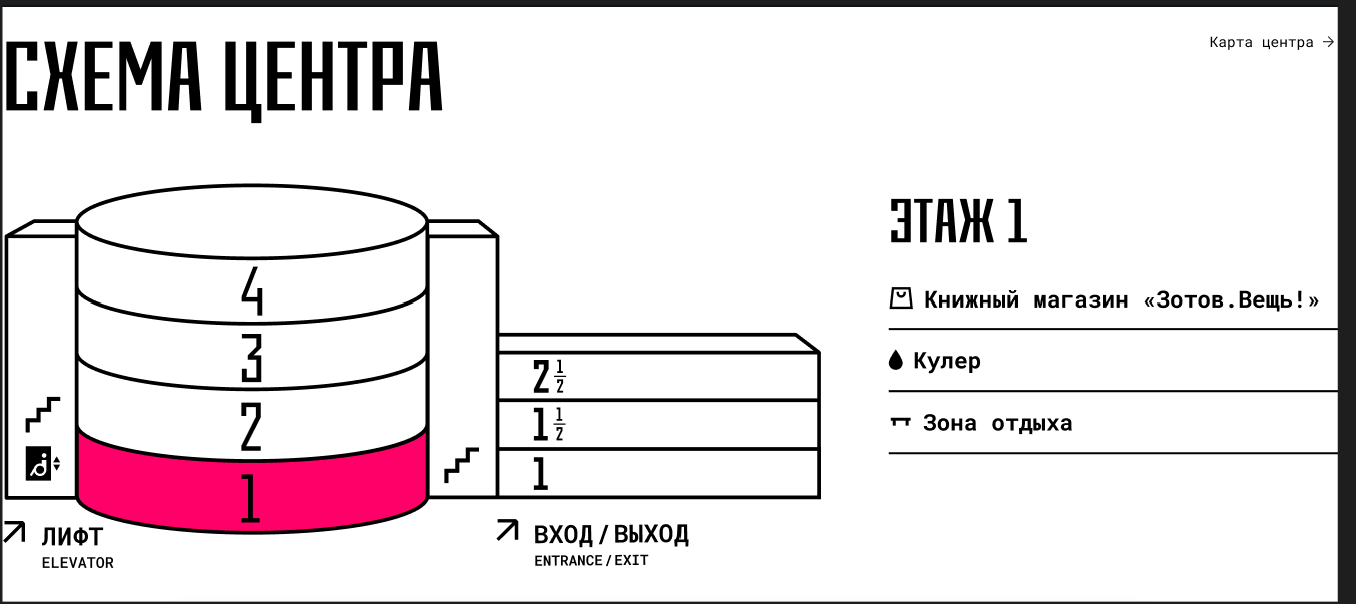 СХЕМА ЦЕНТРА
Карта центра →
4
3
2
1
2 1/2
1 1/2
1
ЛИФТ
ELEVATOR
ВХОД / ВЫХОД
ENTRANCE / EXIT
ЭТАЖ 1
Книжный магазин «Зотов.Вещь!»
Кулер
Зона отдыха